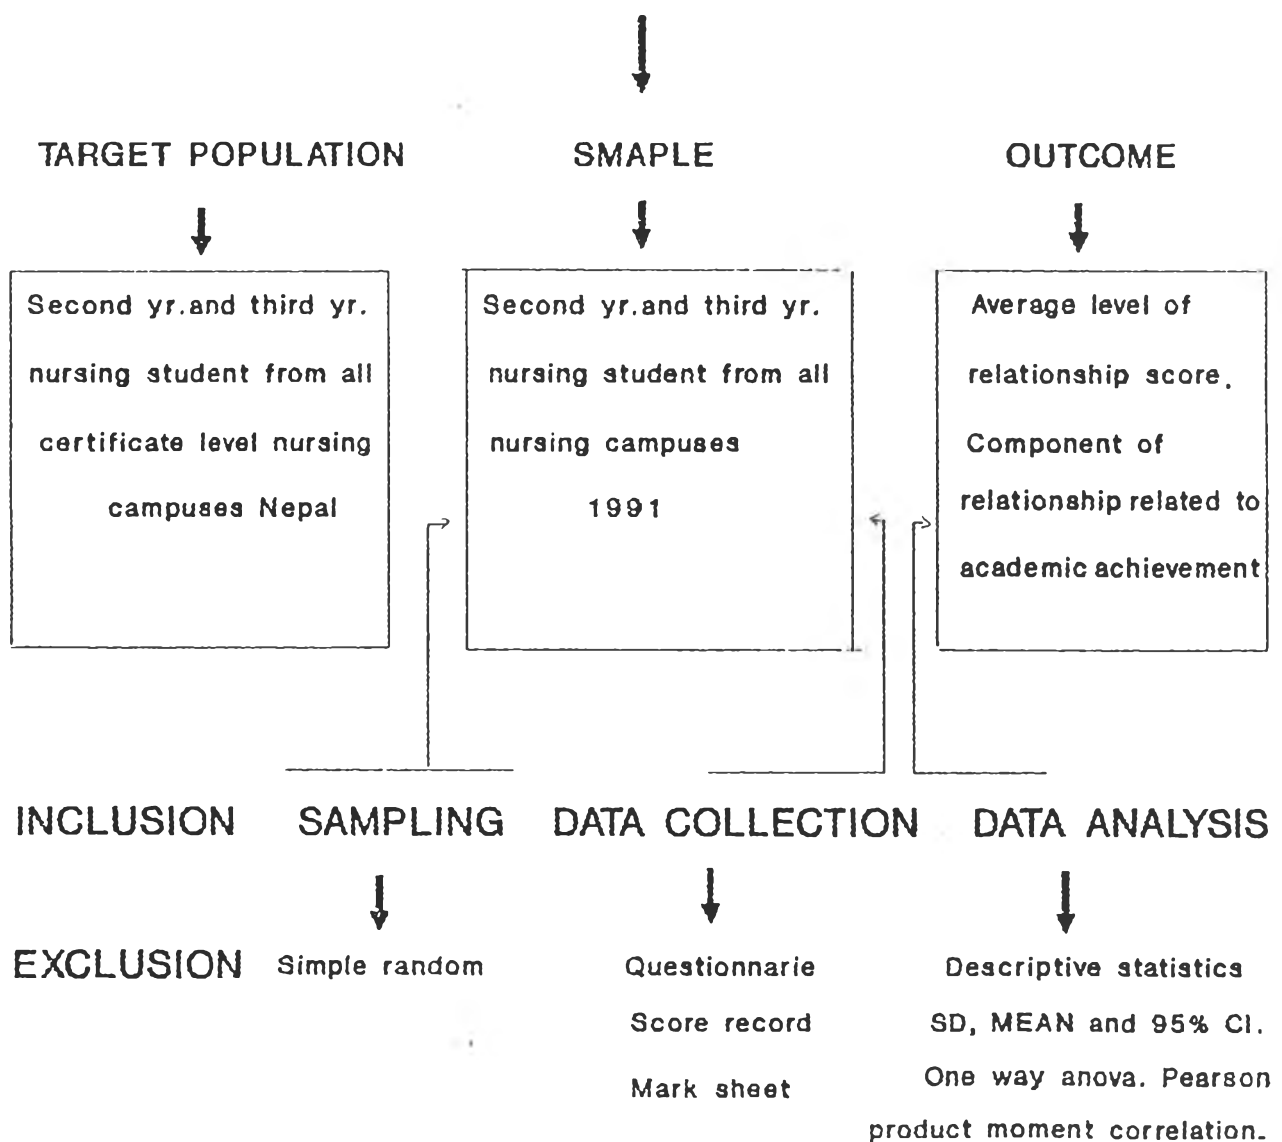 TARGET POPULATION
SMAPLE
OUTCOME
Second yr.and third yr.
nursing student from all
certificate level nursing
campuses Nepal
Second yr.and third yr.
nursing student from all
nursing campuses
1991
Average level of
relationship score.
Component of
relationship related to
academic achievement
INCLUSION
SAMPLING
DATA COLLECTION
DATA ANALYSIS
EXCLUSION
Simple random
Questionnarie
Score record
Mark sheet
Descriptive statistics
SD, MEAN and 95% CI.
One way anova. Pearson
product moment correlation.